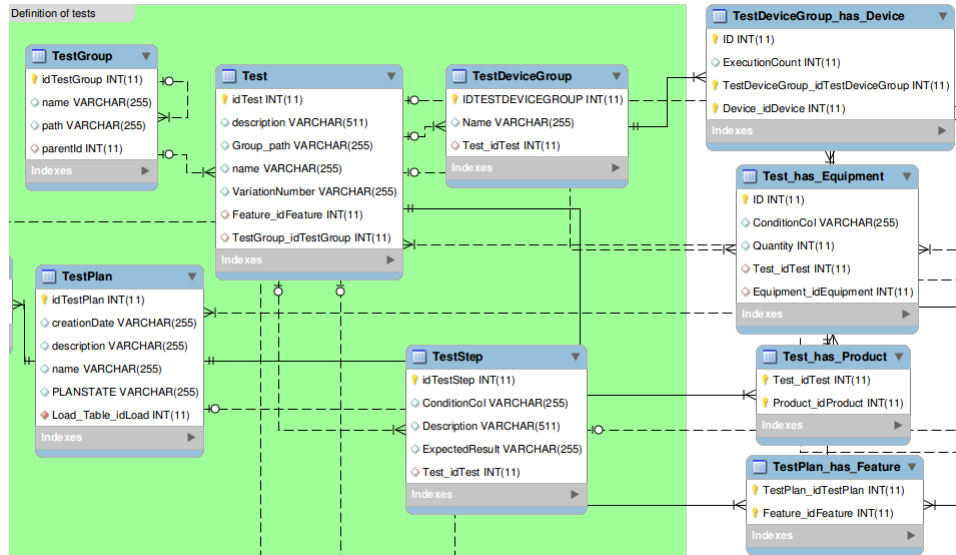 Definition of tests
TestGroup
idTestGroup INT(11)
name VARCHAR(255)
path VARCHAR(255)
parentId INT(11)
Indexes
Test
idTest INT(11)
description VARCHAR(511)
Group_path VARCHAR(255)
name VARCHAR(255)
VariationNumber VARCHAR(255)
Feature_idFeature INT(11)
TestGroup_idTestGroup INT(11)
Indexes
TestDeviceGroup
IDTESTDEVICEGROUP INT(11)
Name VARCHAR(255)
Test_idTest INT(11)
Indexes
TestDeviceGroup_has_Device
ID INT(11)
ExecutionCount INT(11)
TestDeviceGroup_idTestDeviceGroup INT(11)
Device_idDevice INT(11)
Indexes
Test_has_Equipment
ID INT(11)
ConditionCol VARCHAR(255)
Quantity INT(11)
Test_idTest INT(11)
Equipment_idEquipment INT(11)
Indexes
TestPlan
idTestPlan INT(11)
creationDate VARCHAR(255)
description VARCHAR(255)
name VARCHAR(255)
PLANSTATE VARCHAR(255)
Load_Table_idLoad INT(11)
Indexes
TestStep
idTestStep INT(11)
ConditionCol VARCHAR(255)
Description VARCHAR(511)
ExpectedResult VARCHAR(255)
Test_idTest INT(11)
Indexes
Test_has_Product
Test_idTest INT(11)
Product_idProduct INT(11)
Indexes
TestPlan_has_Feature
TestPlan_idTestPlan INT(11)
Feature_idFeature INT(11)
Indexes